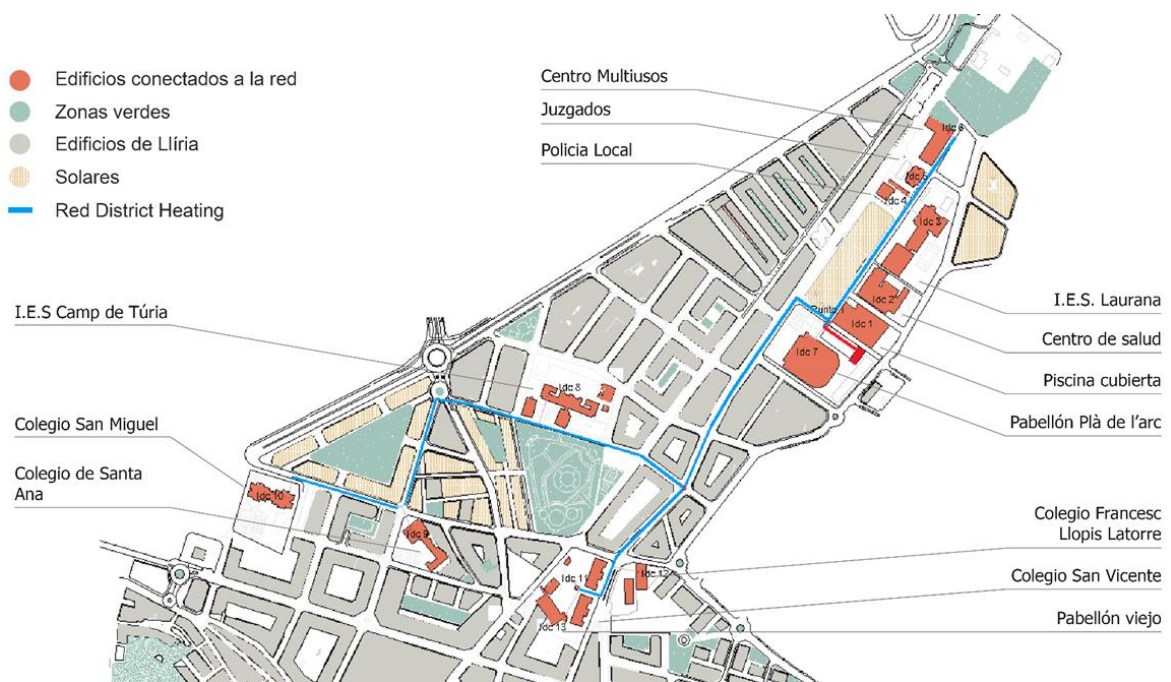 Edificios conectados a la red
Zonas verdes
Edificios de Llíria
Solares
Red District Heating
Centro Multiusos
Juzgados
Policia Local
I.E.S Camp de Túria
Colegio San Miguel
Colegio de Santa
Ana
I.E.S. Laurana
Centro de salud
Piscina cubierta
Pabellón Plà de l'arc
Colegio Francesc
Llopis Latorre
Colegio San Vicente
Pabellón viejo
Idc 6
Idc 5
Idc 4
Idc 3
Idc 2
Punto 1
Idc 1
Idc 7
Idc 8
Idc 10
Idc 9
Idc 11
Idc 12
Idc 13